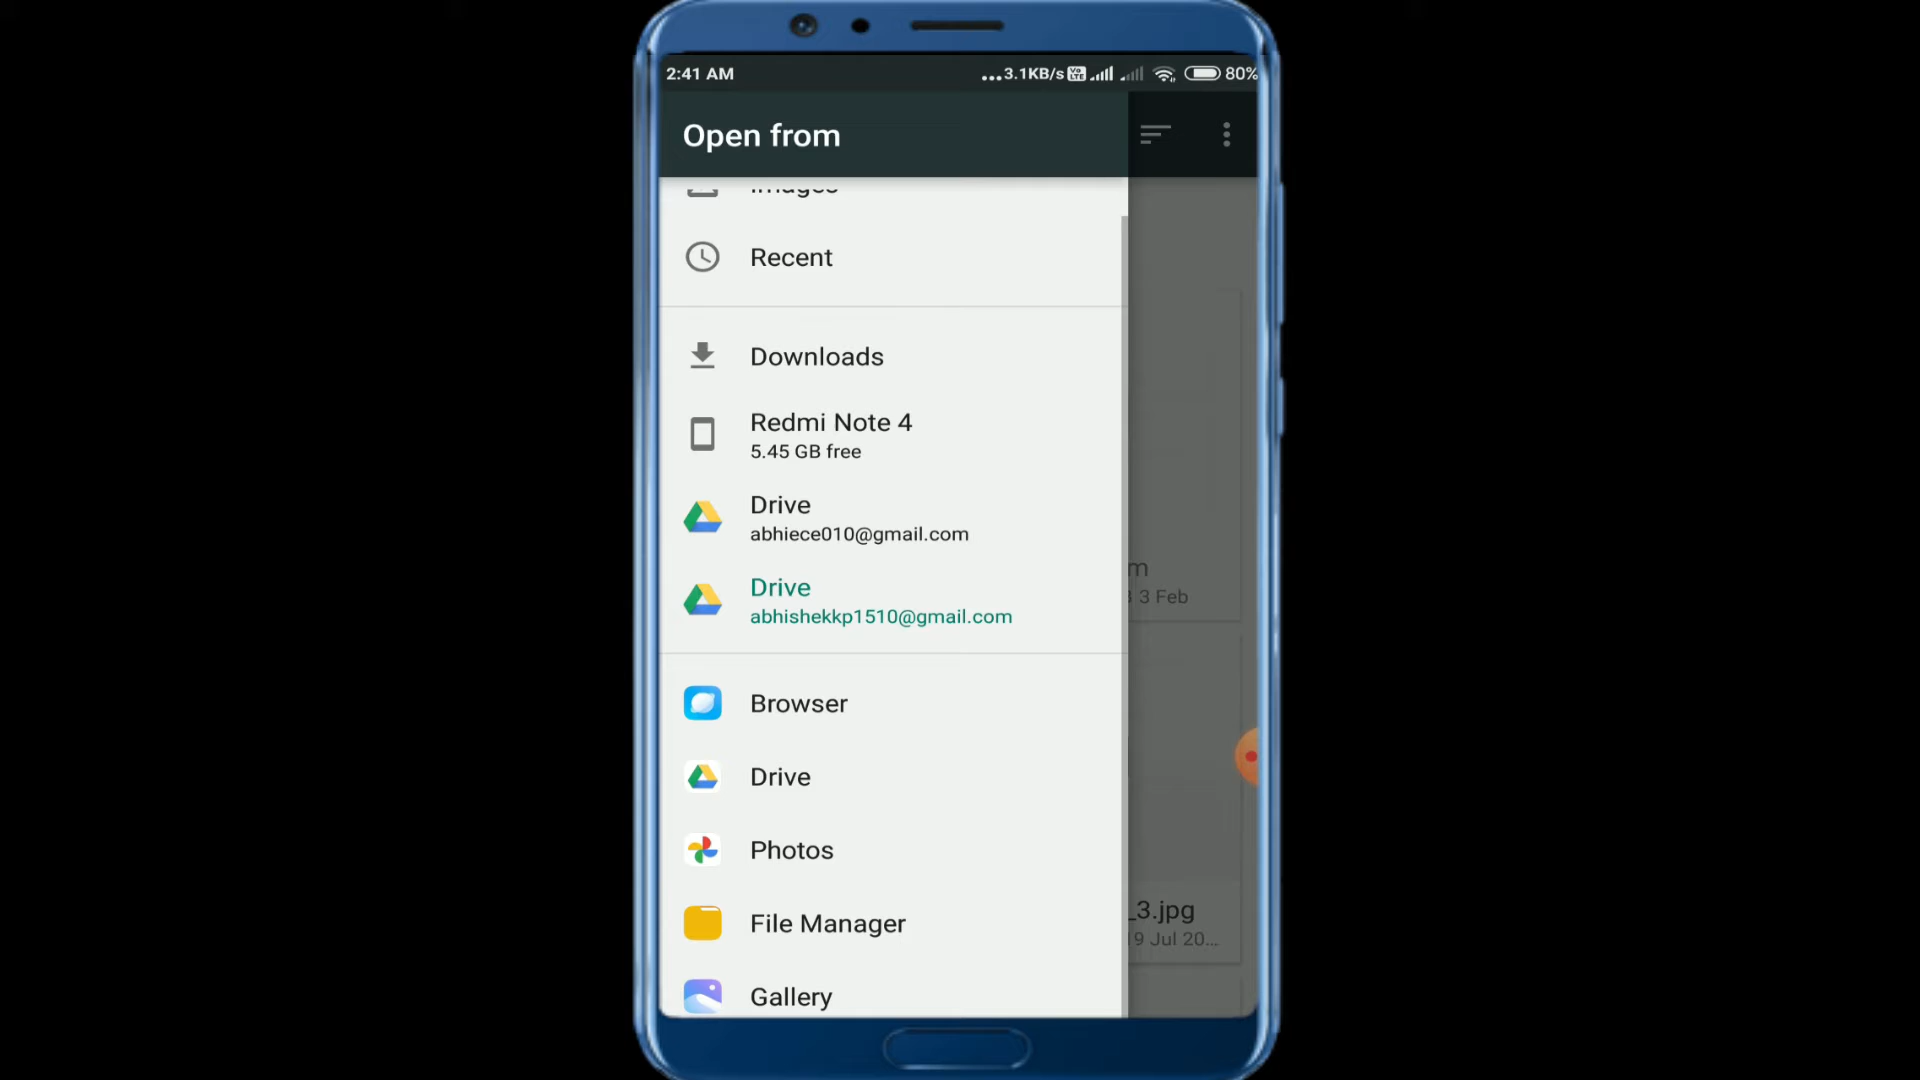 2:41 AM
...3.1KB/s VoLTE 80%
Open from
Images
Recent
Downloads
Redmi Note 4
5.45 GB free
Drive
abhiece010@gmail.com
Drive
abhishekkp1510@gmail.com
m
3 Feb
Browser
Drive
Photos
File Manager
_3.jpg
19 Jul 20...
Gallery